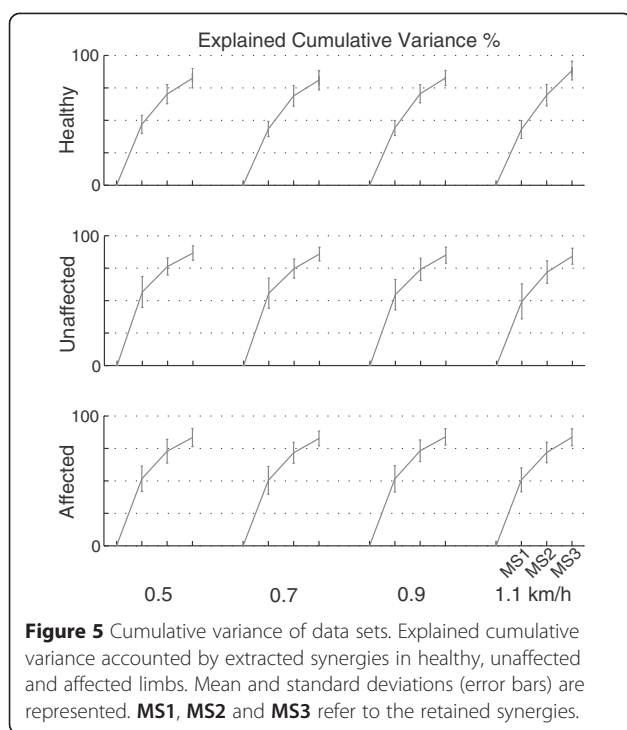 Explained Cumulative Variance %
100
Healthy
0
100
Unaffected
0
100
Affected
0
MS1 MS2 MS3
0.5 0.7 0.9 1.1 km/h
Figure 5 Cumulative variance of data sets. Explained cumulative
variance accounted by extracted synergies in healthy, unaffected
and affected limbs. Mean and standard deviations (error bars) are
represented. MS1, MS2 and MS3 refer to the retained synergies.